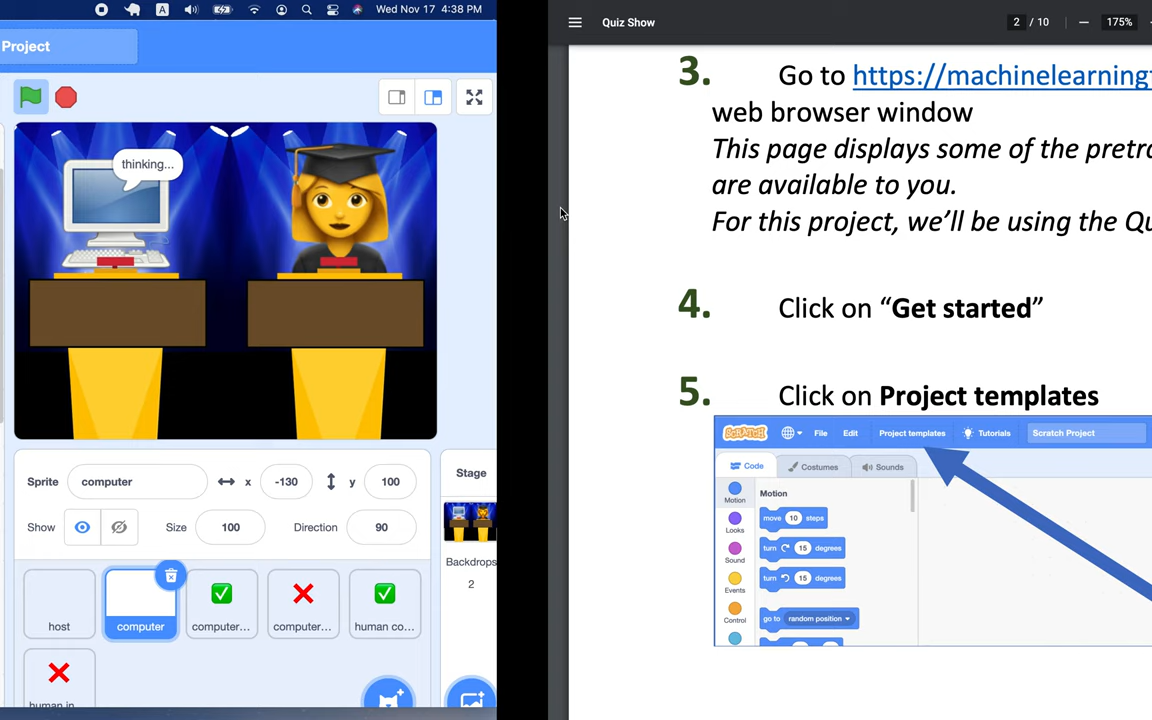 A
Wed Nov 17 4:38 PM
Project
thinking...
Sprite
computer
x
-130
y
100
Show
Size
100
Direction
90
Stage
Backdrops
2
host
computer
computer...
computer...
human co...
human in...
Quiz Show
2 / 10
175%
3. Go to https://machinelearningf
web browser window
This page displays some of the pretra
are available to you.
For this project, we’ll be using the Qu
4. Click on “Get started”
5. Click on Project templates
SCRATCH
File
Edit
Project templates
Tutorials
Scratch Project
Code
Costumes
Sounds
Motion
Looks
Sound
Events
Control
Motion
move 10 steps
turn 15 degrees
turn 15 degrees
go to random position